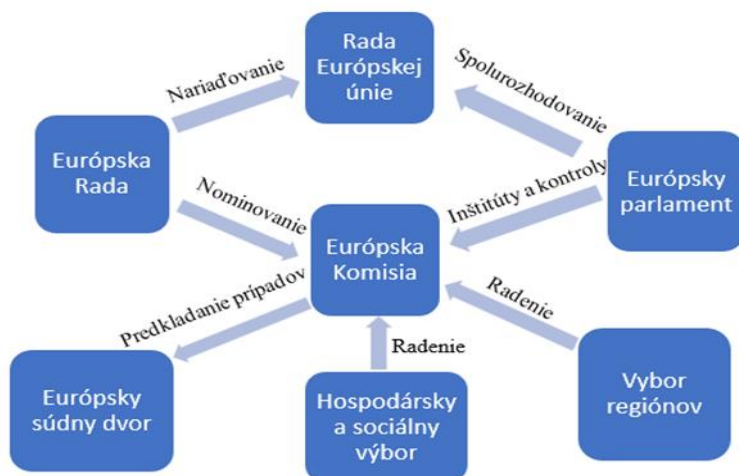 Rada
Európskej
únie
Nariaďovanie
Spolurozhodovanie
Európska
Rada
Európsky
parlament
Nominovanie
Inštitúty a kontroly
Európska
Komisia
Predkladanie prípadov
Radenie
Radenie
Európsky
súdny dvor
Hospodársky
a sociálny
výbor
Vybor
regiónov